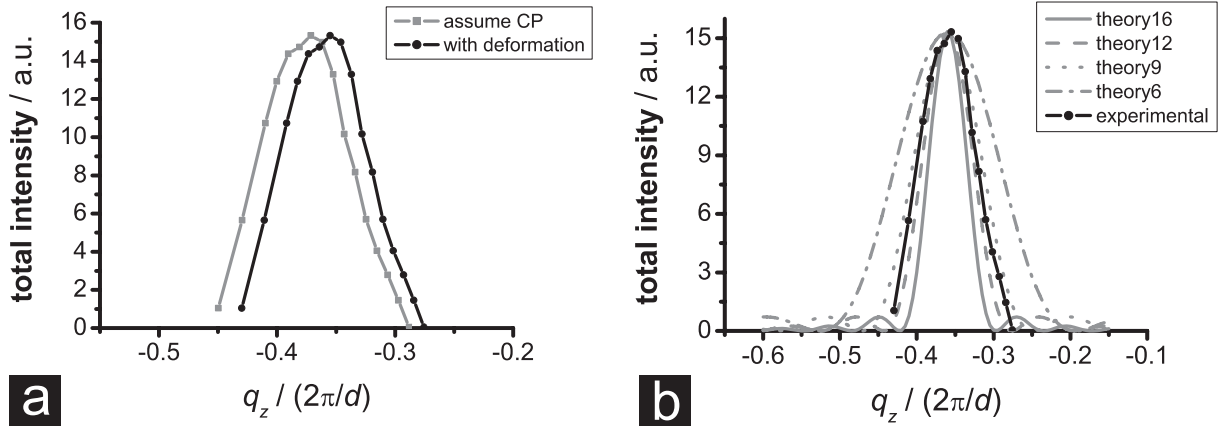 16
14
12
10
8
6
4
2
0
total intensity / a.u.
-0.5
-0.4
-0.3
-0.2
q_z / (2π/d)
assume CP
with deformation
a
15
12
9
6
3
0
total intensity / a.u.
-0.6
-0.5
-0.4
-0.3
-0.2
-0.1
q_z / (2π/d)
theory16
theory12
theory9
theory6
experimental
b